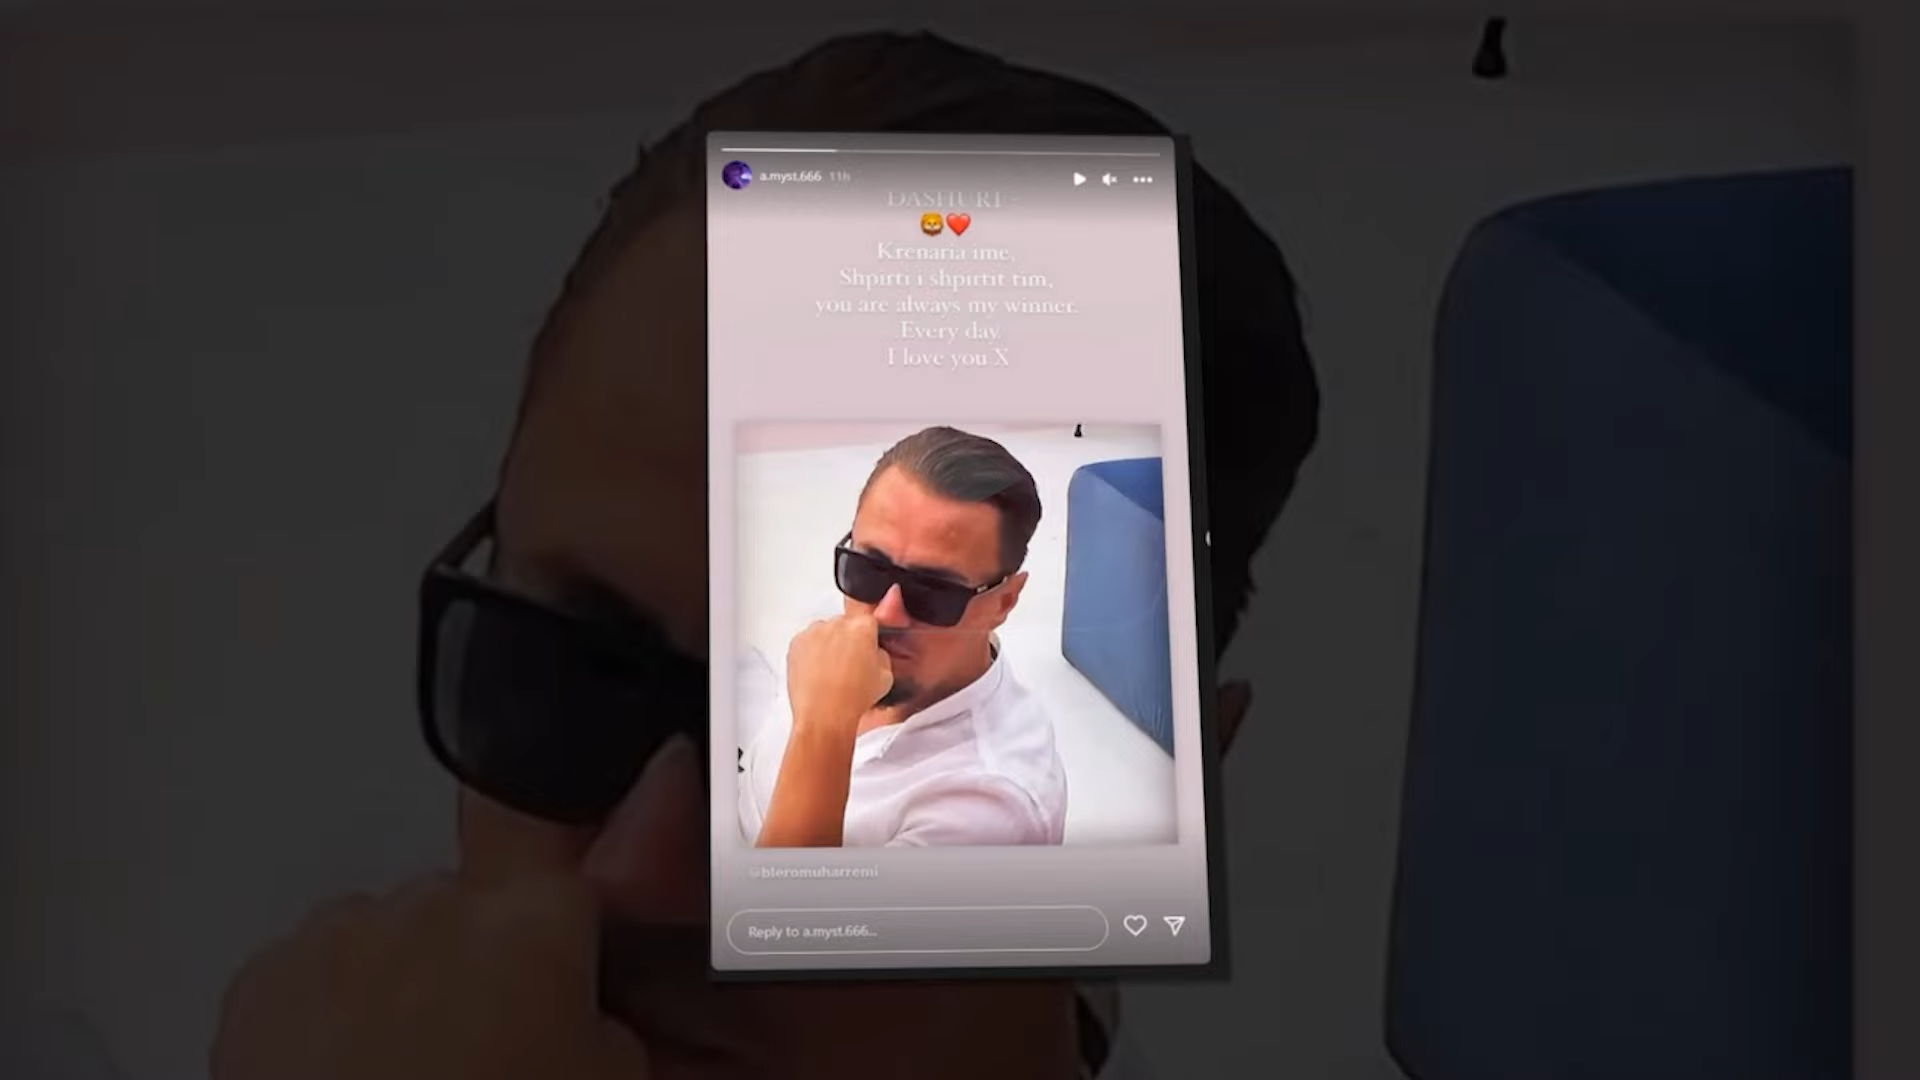 a.myst.666 11h
Krenaria ime,
Shpirti i shpirtit tim,
you are always my winner.
Every day.
I love you X
@bleromuharremi
Reply to a.myst.666...